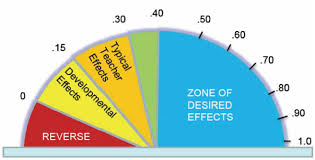 .40
.30
.50
.15
.60
Typical
Teacher
Effects
.70
Developmental
Effects
0
ZONE OF
DESIRED
EFFECTS
.80
.90
REVERSE
1.0